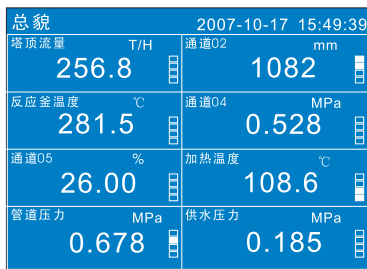 总貌 2007-10-17 15:49:39
塔顶流量 T/H 通道02 mm
256.8 1082
反应釜温度 ℃ 通道04 MPa
281.5 0.528
通道05 % 加热温度 ℃
26.00 108.6
管道压力 MPa 供水压力 MPa
0.678 0.185